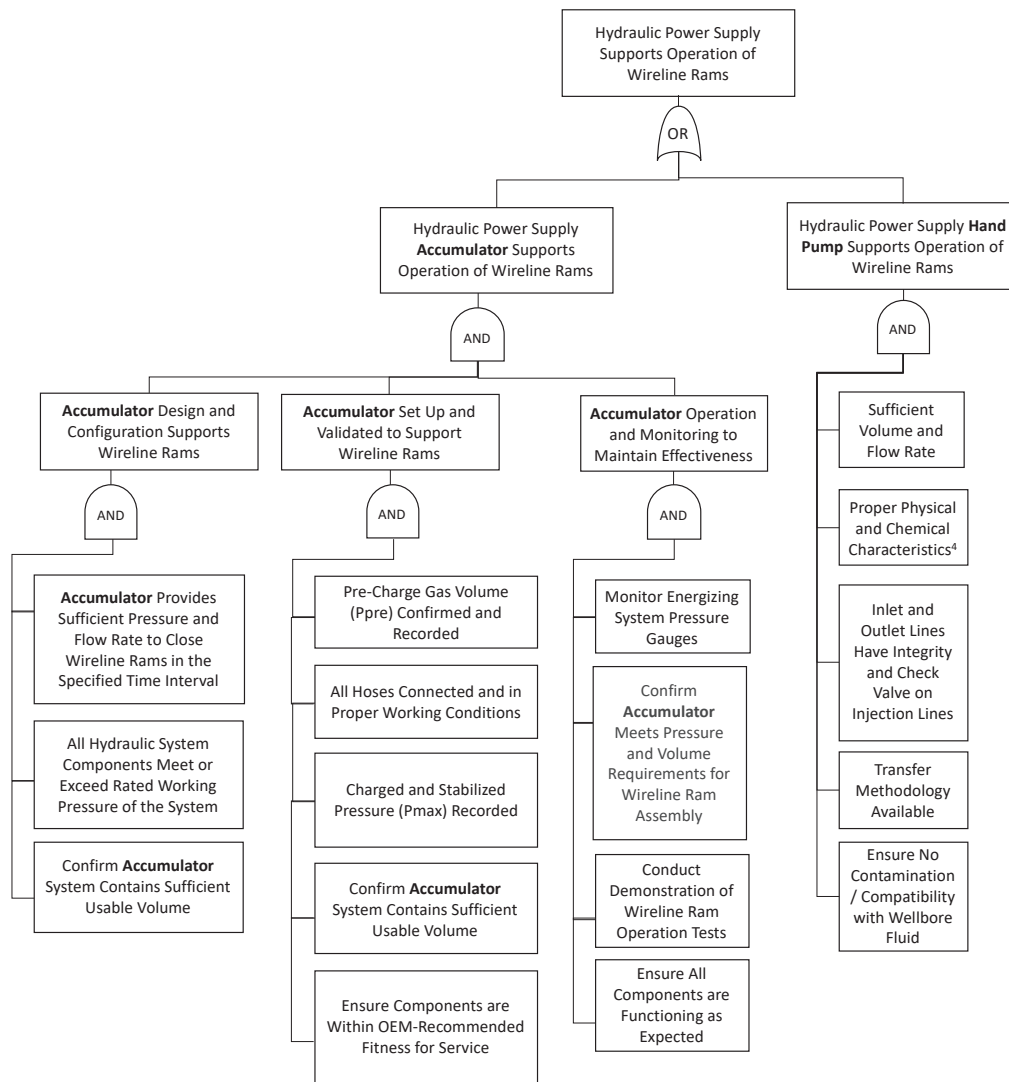 Hydraulic Power Supply
Supports Operation of
Wireline Rams
OR
Hydraulic Power Supply
Accumulator Supports
Operation of Wireline Rams
Hydraulic Power Supply Hand
Pump Supports Operation of
Wireline Rams
AND
AND
Accumulator Design and
Configuration Supports
Wireline Rams
Accumulator Set Up and
Validated to Support
Wireline Rams
Accumulator Operation
and Monitoring to
Maintain Effectiveness
AND
AND
AND
Accumulator Provides
Sufficient Pressure and
Flow Rate to Close
Wireline Rams in the
Specified Time Interval
All Hydraulic System
Components Meet or
Exceed Rated Working
Pressure of the System
Confirm Accumulator
System Contains Sufficient
Usable Volume
Pre-Charge Gas Volume
(Ppre) Confirmed and
Recorded
All Hoses Connected and in
Proper Working Conditions
Charged and Stabilized
Pressure (Pmax) Recorded
Confirm Accumulator
System Contains Sufficient
Usable Volume
Ensure Components are
Within OEM-Recommended
Fitness for Service
Monitor Energizing
System Pressure
Gauges
Confirm
Accumulator
Meets Pressure
and Volume
Requirements for
Wireline Ram
Assembly
Conduct
Demonstration of
Wireline Ram
Operation Tests
Ensure All
Components are
Functioning as
Expected
Sufficient
Volume and
Flow Rate
Proper Physical
and Chemical
Characteristics⁴
Inlet and
Outlet Lines
Have Integrity
and Check
Valve on
Injection Lines
Transfer
Methodology
Available
Ensure No
Contamination
/ Compatibility
with Wellbore
Fluid